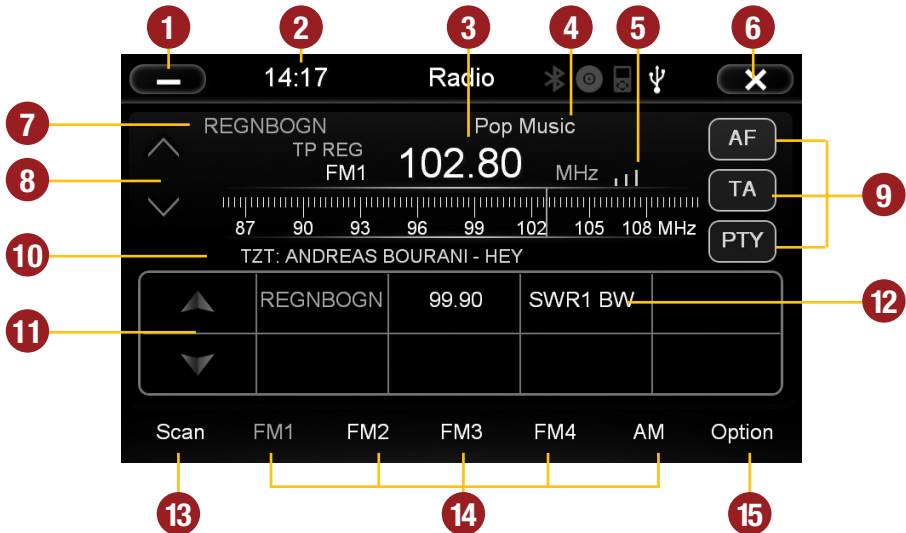 1 2 3 4 5 6
14:17 Radio
7 REGNBOGN Pop Music AF
TP REG
FM1 102.80 MHz
8 TA 9
87 90 93 96 99 102 105 108 MHz
PTY
10 TZT: ANDREAS BOURANI - HEY
REGNBOGN 99.90 SWR1 BW 12
11
Scan FM1 FM2 FM3 FM4 AM Option
13 14 15